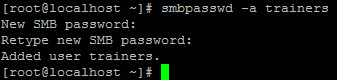 [root@localhost ~]# smbpasswd -a trainers
New SMB password:
Retype new SMB password:
Added user trainers.
[root@localhost ~]#